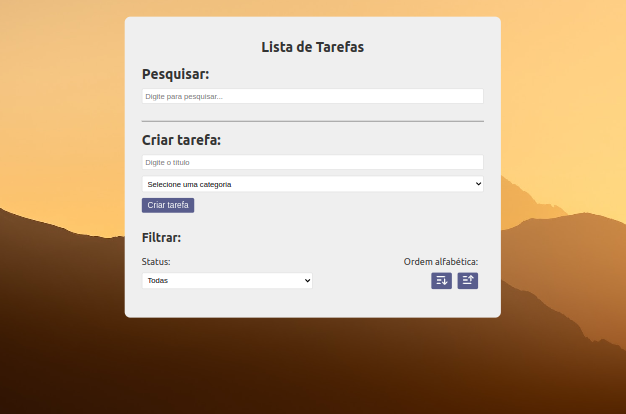 Lista de Tarefas
Pesquisar:
Digite para pesquisar...
Criar tarefa:
Digite o título
Selecione uma categoria
Criar tarefa
Filtrar:
Status:
Ordem alfabética:
Todas